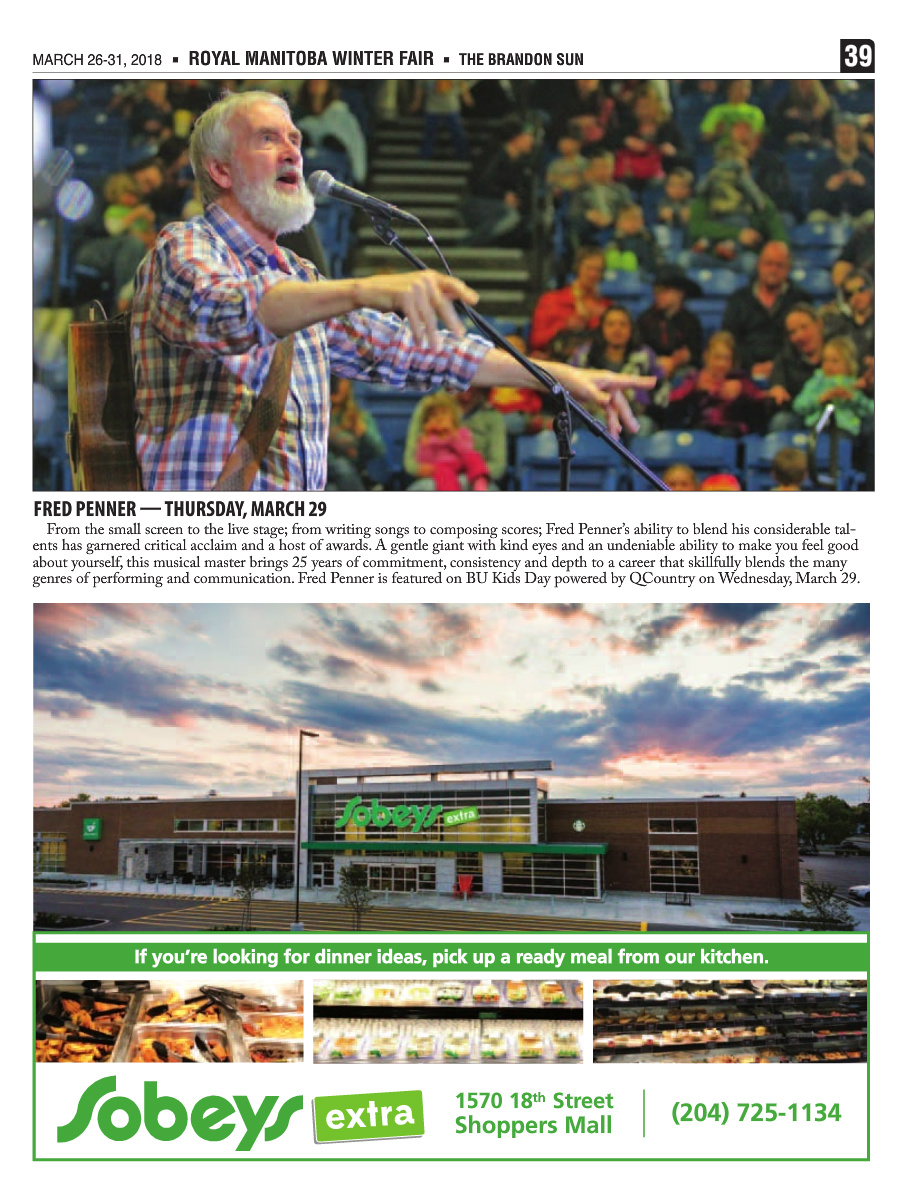 MARCH 26-31, 2018 ▪ ROYAL MANITOBA WINTER FAIR ▪ THE BRANDON SUN 39
FRED PENNER — THURSDAY, MARCH 29
From the small screen to the live stage; from writing songs to composing scores; Fred Penner's ability to blend his considerable tal-
ents has garnered critical acclaim and a host of awards. A gentle giant with kind eyes and an undeniable ability to make you feel good
about yourself, this musical master brings 25 years of commitment, consistency and depth to a career that skillfully blends the many
genres of performing and communication. Fred Penner is featured on BU Kids Day powered by QCountry on Wednesday, March 29.
Sobeys extra
If you're looking for dinner ideas, pick up a ready meal from our kitchen.
Sobeys extra
1570 18th Street
Shoppers Mall
(204) 725-1134